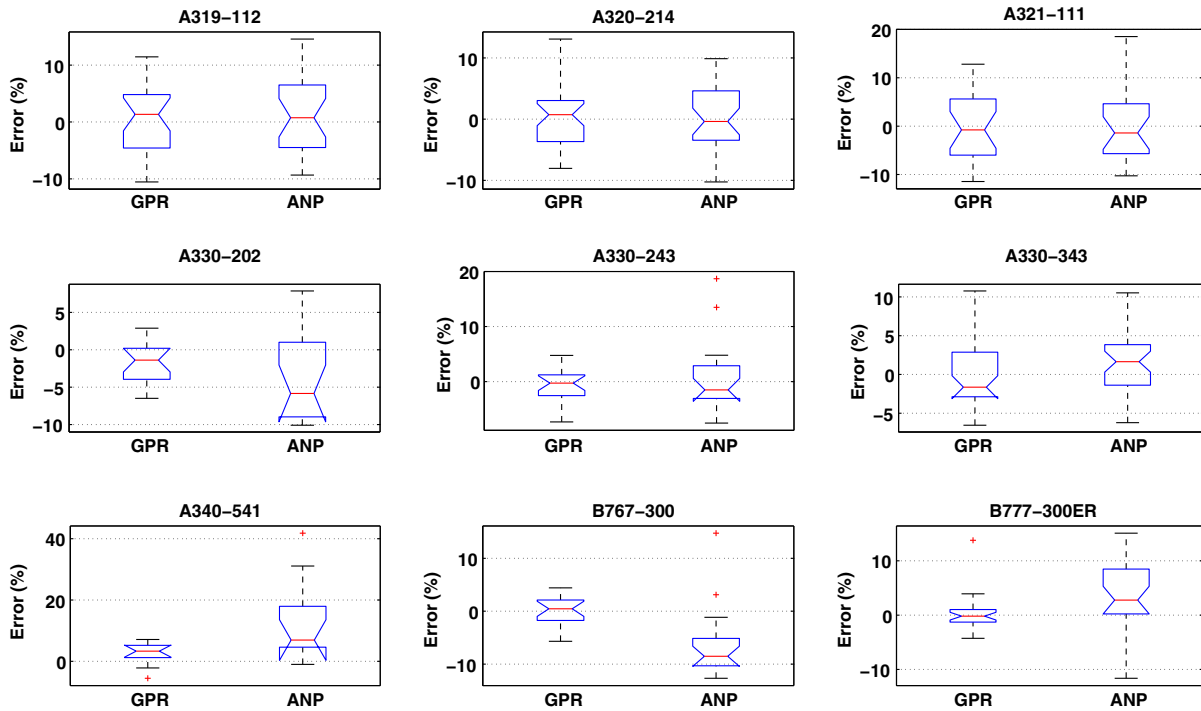 A319−112
Error (%)
10
0
−10
GPR ANP
A320−214
Error (%)
10
0
−10
GPR ANP
A321−111
Error (%)
20
10
0
−10
GPR ANP
A330−202
Error (%)
5
0
−5
−10
GPR ANP
A330−243
Error (%)
20
10
0
GPR ANP
A330−343
Error (%)
10
5
0
−5
GPR ANP
A340−541
Error (%)
40
20
0
GPR ANP
B767−300
Error (%)
10
0
−10
GPR ANP
B777−300ER
Error (%)
10
0
−10
GPR ANP